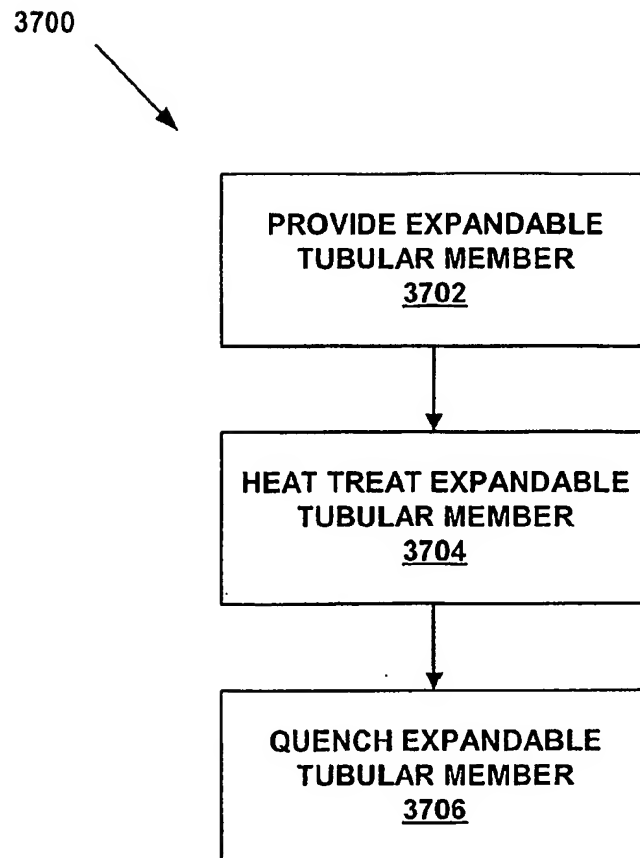 3700
PROVIDE EXPANDABLE
TUBULAR MEMBER
3702
HEAT TREAT EXPANDABLE
TUBULAR MEMBER
3704
QUENCH EXPANDABLE
TUBULAR MEMBER
3706